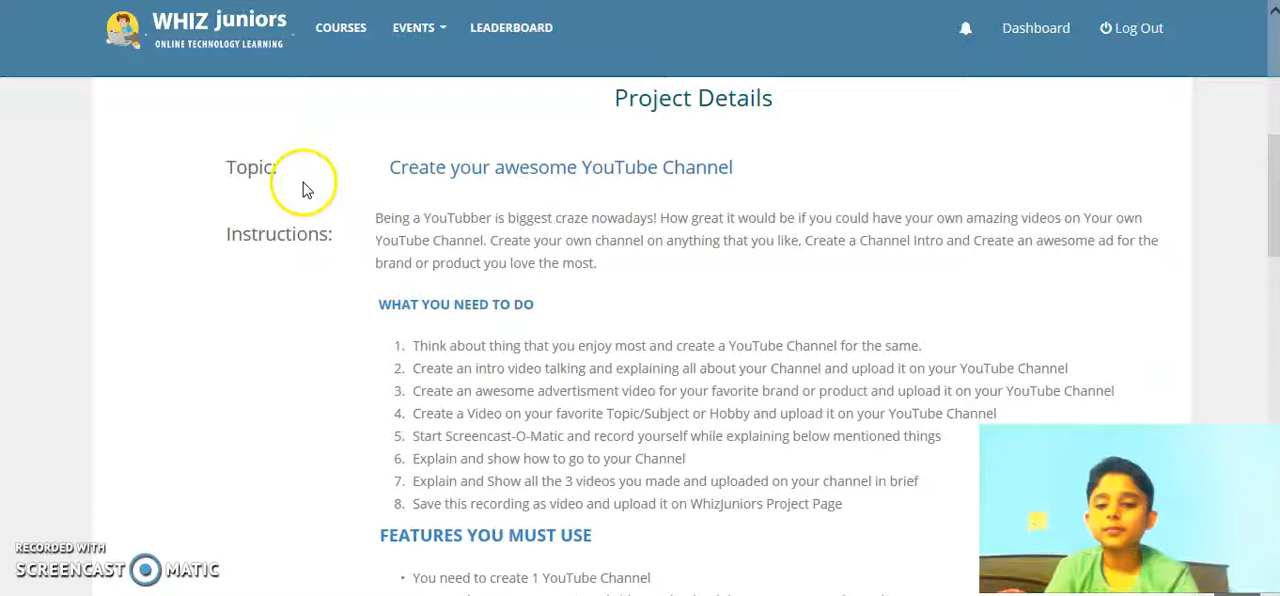 WHIZ juniors
ONLINE TECHNOLOGY LEARNING
COURSES
EVENTS
LEADERBOARD
Dashboard
Log Out
Project Details
Topic:
Create your awesome YouTube Channel
Instructions:
Being a YouTubber is biggest craze nowadays! How great it would be if you could have your own amazing videos on Your own
YouTube Channel. Create your own channel on anything that you like, Create a Channel Intro and Create an awesome ad for the
brand or product you love the most.
WHAT YOU NEED TO DO
1. Think about thing that you enjoy most and create a YouTube Channel for the same.
2. Create an intro video talking and explaining all about your Channel and upload it on your YouTube Channel
3. Create an awesome advertisment video for your favorite brand or product and upload it on your YouTube Channel
4. Create a Video on your favorite Topic/Subject or Hobby and upload it on your YouTube Channel
5. Start Screencast-O-Matic and record yourself while explaining below mentioned things
6. Explain and show how to go to your Channel
7. Explain and Show all the 3 videos you made and uploaded on your channel in brief
8. Save this recording as video and upload it on WhizJuniors Project Page
FEATURES YOU MUST USE
• You need to create 1 YouTube Channel
RECORDED WITH
SCREENCAST MATIC